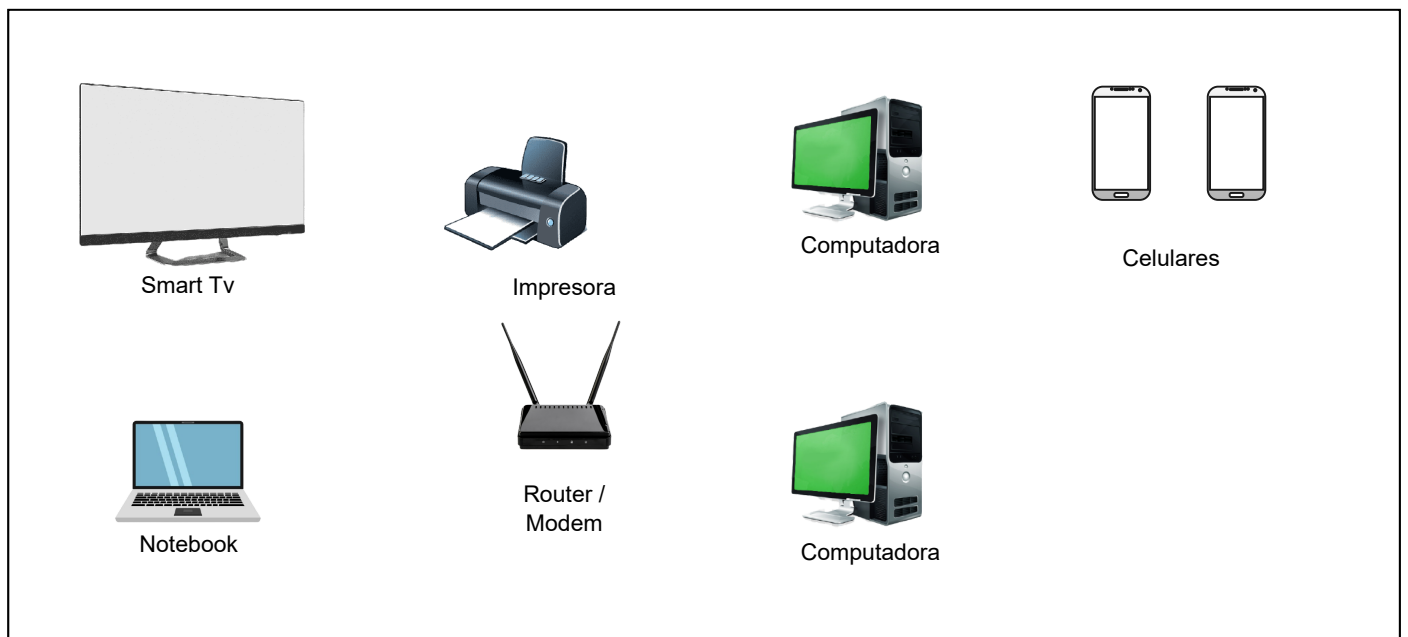 Smart Tv
Impresora
Computadora
Celulares
Notebook
Router /
Modem
Computadora